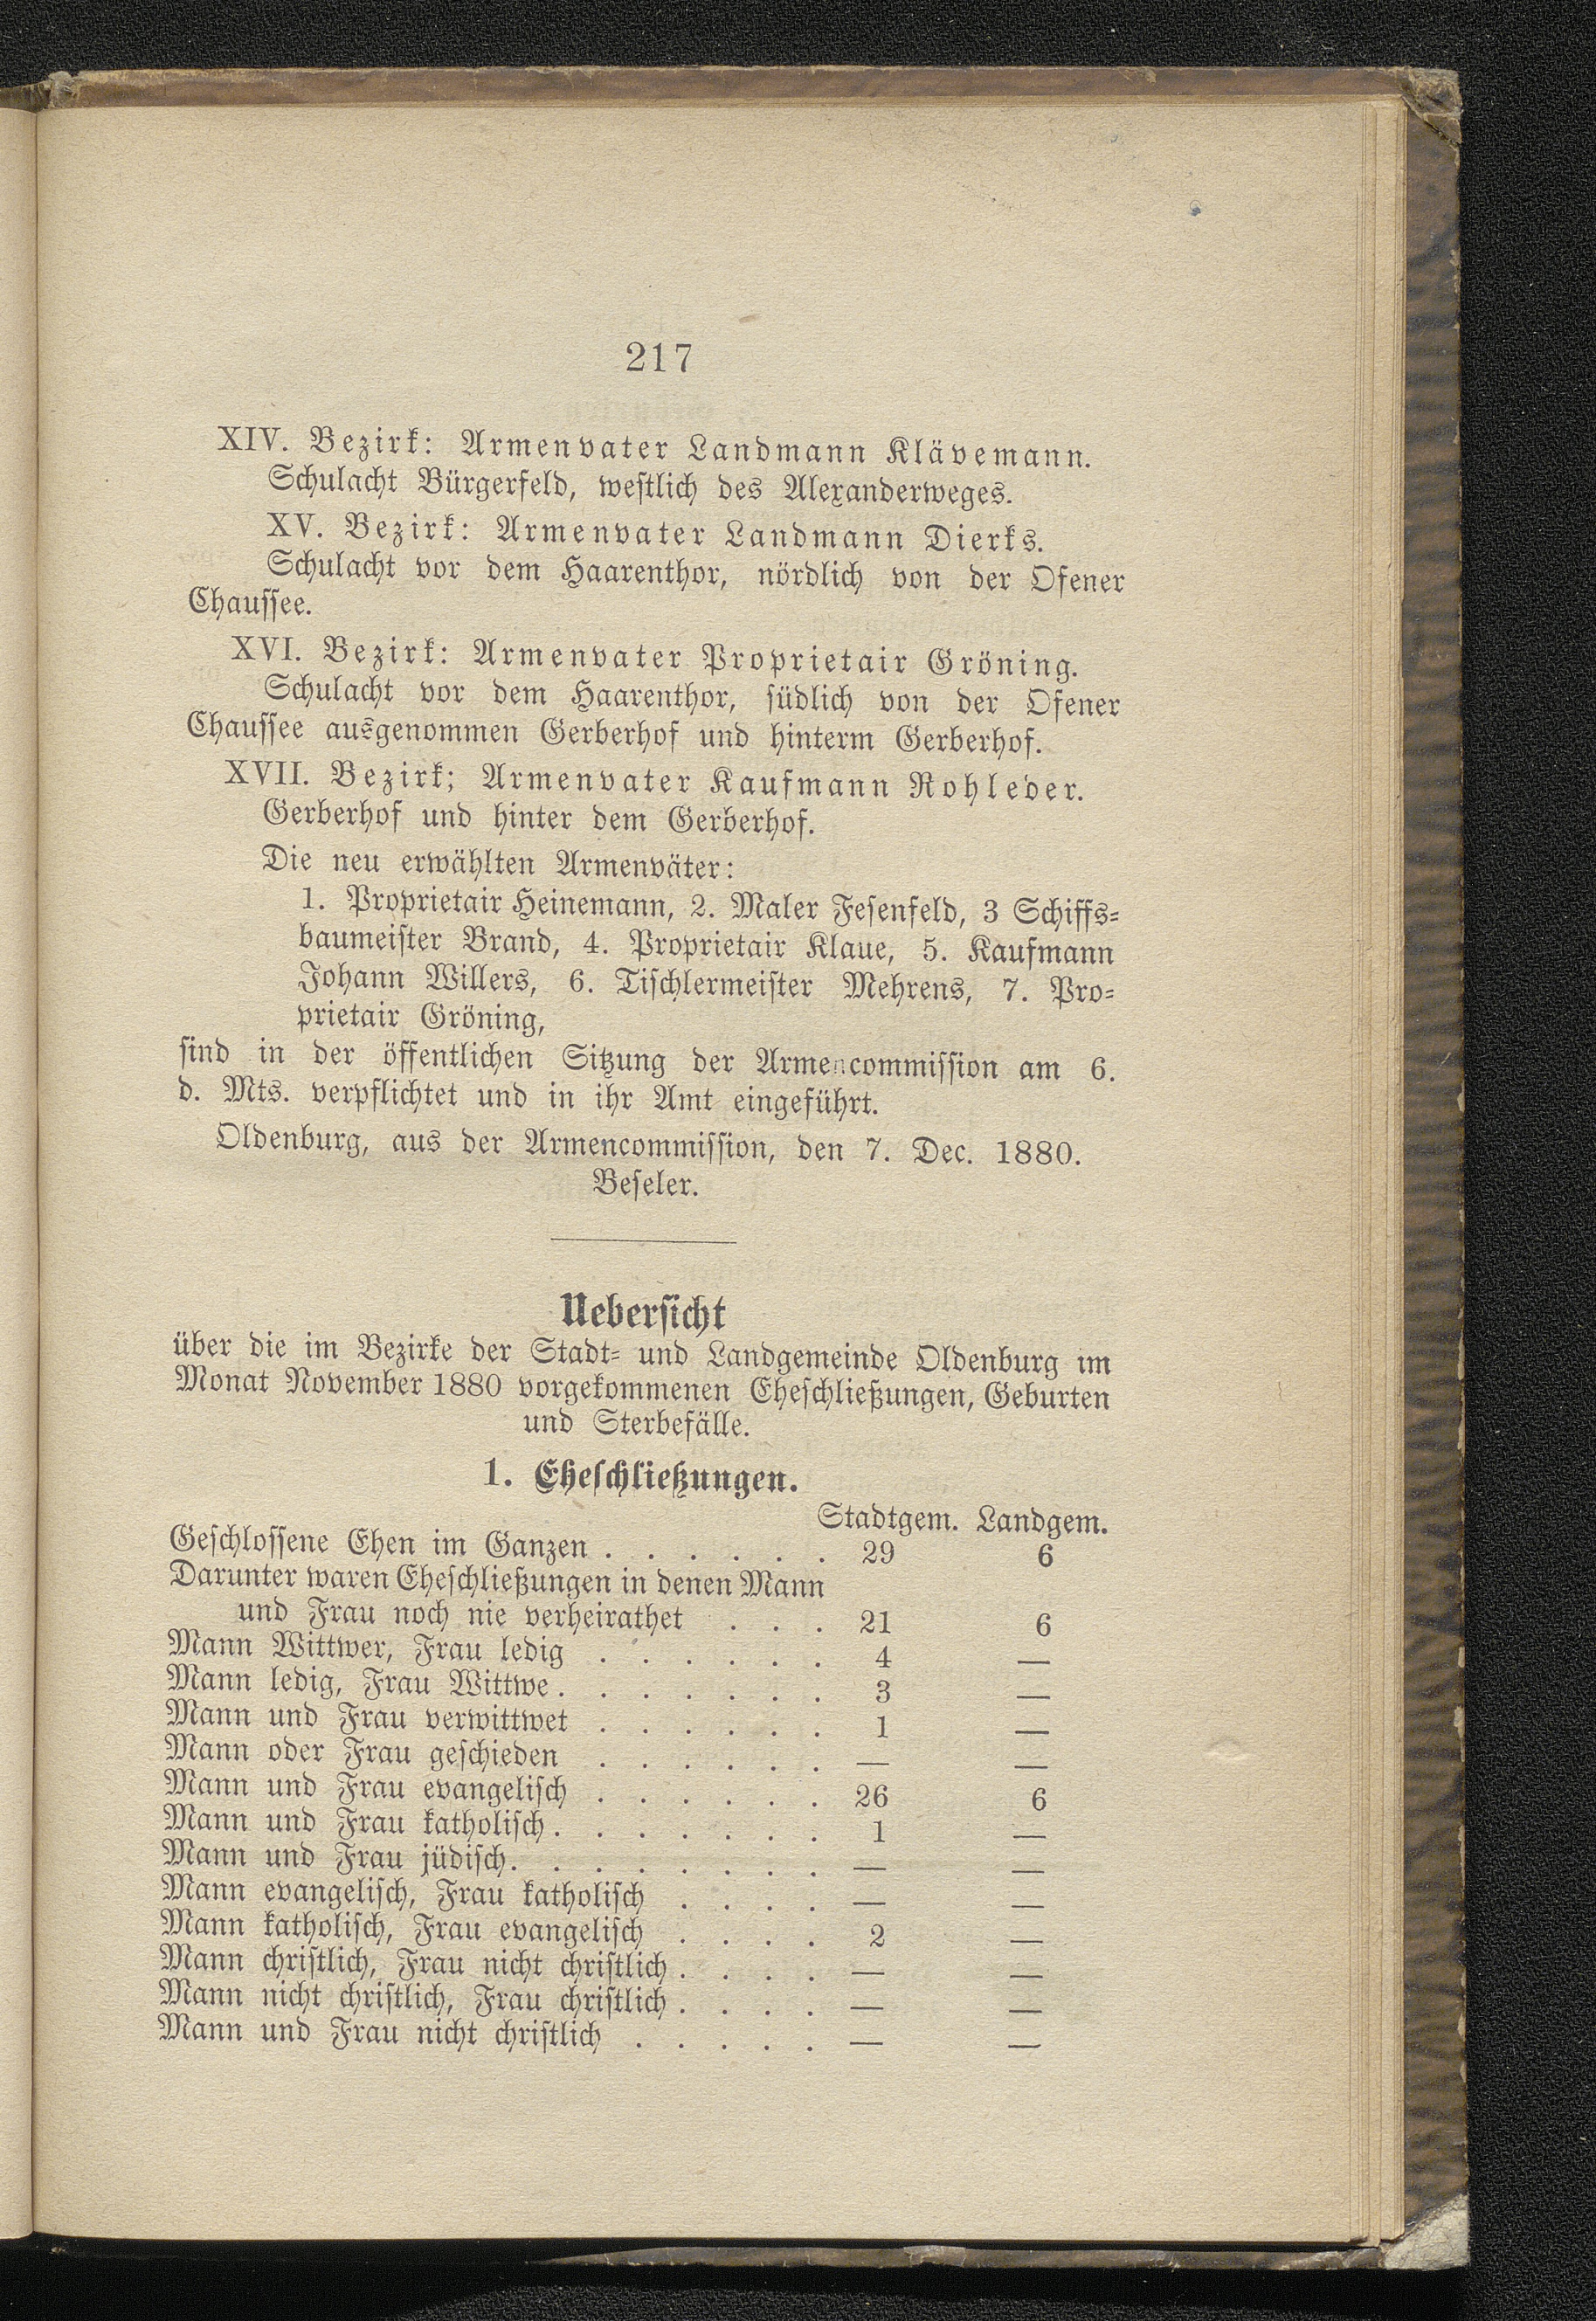 217
XIV. Bezirk: Armenvater Landmann Klävemann.
Schulacht Bürgerfeld, westlich des Alexanderweges.
XV. Bezirk: Armenvater Landmann Dierks.
Schulacht vor dem Haarenthor, nördlich von der Ofener
Chaussee.
XVI. Bezirk: Armenvater Proprietair Gröning.
Schulacht vor dem Haarenthor, südlich von der Ofener
Chaussee ausgenommen Gerberhof und hinterm Gerberhof.
XVII. Bezirk; Armenvater Kaufmann Rohleder.
Gerberhof und hinter dem Gerberhof.
Die neu erwählten Armenväter:
1. Proprietair Heinemann, 2. Maler Fesenfeld, 3 Schiffs-
baumeister Brand, 4. Proprietair Klaue, 5. Kaufmann
Johann Willers, 6. Tischlermeister Mehrens, 7. Pro-
prietair Gröning,
sind in der öffentlichen Sitzung der Armencommission am 6.
d. Mts. verpflichtet und in ihr Amt eingeführt.
Oldenburg, aus der Armencommission, den 7. Dec. 1880.
Beseler.
Uebersicht
über die im Bezirke der Stadt- und Landgemeinde Oldenburg im
Monat November 1880 vorgekommenen Eheschließungen, Geburten
und Sterbefälle.
1. Eheschließungen.
Stadtgem. Landgem.
Geschlossene Ehen im Ganzen . . . . . . 29 6
Darunter waren Eheschließungen in denen Mann
und Frau noch nie verheirathet . . . 21 6
Mann Wittwer, Frau ledig . . . . . . 4 —
Mann ledig, Frau Wittwe . . . . . . . 3 —
Mann und Frau verwittwet . . . . . . 1 —
Mann oder Frau geschieden . . . . . . — —
Mann und Frau evangelisch . . . . . . 26 6
Mann und Frau katholisch . . . . . . . 1 —
Mann und Frau jüdisch . . . . . . . . — —
Mann evangelisch, Frau katholisch . . . . — —
Mann katholisch, Frau evangelisch . . . . 2 —
Mann christlich, Frau nicht christlich . . . . — —
Mann nicht christlich, Frau christlich . . . . — —
Mann und Frau nicht christlich . . . . . — —